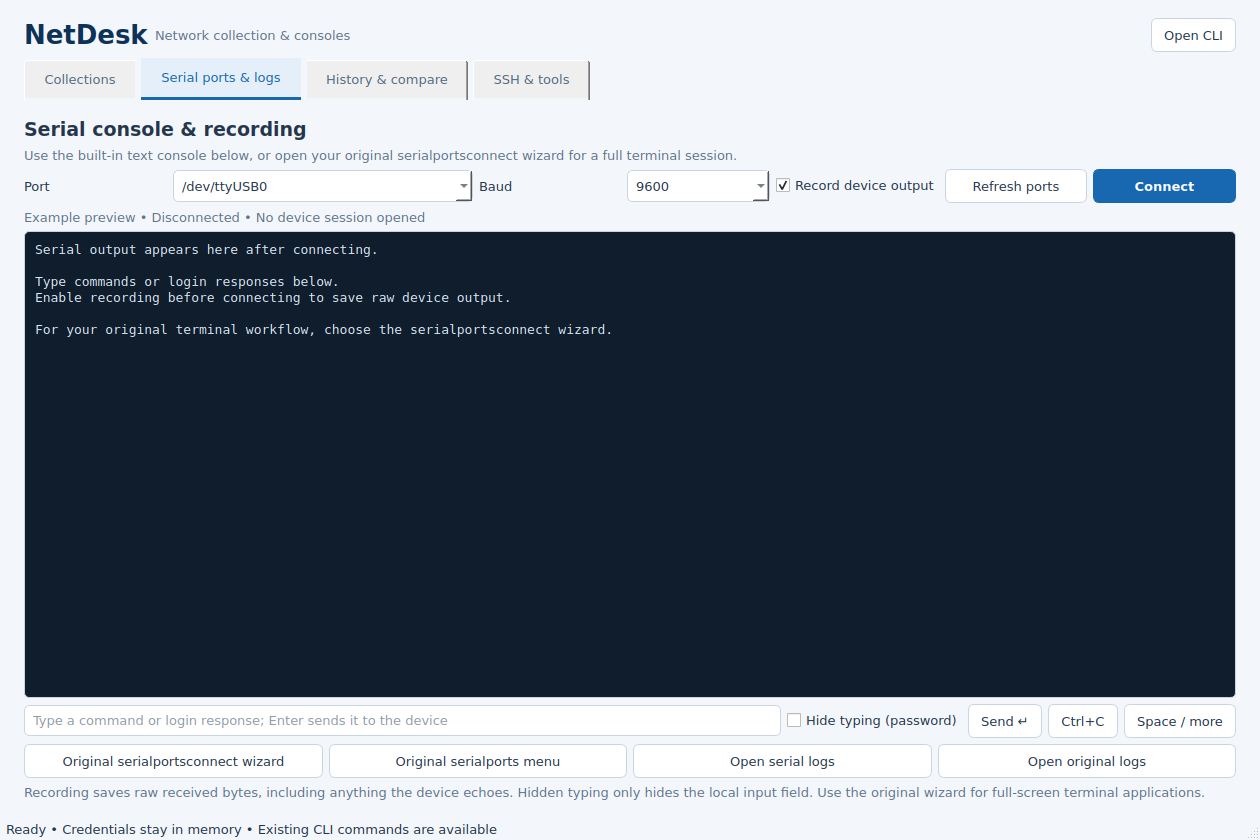 NetDesk Network collection & consoles Open CLI
Collections Serial ports & logs History & compare SSH & tools
Serial console & recording
Use the built-in text console below, or open your original serialportsconnect wizard for a full terminal session.
Port /dev/ttyUSB0 Baud 9600 Record device output Refresh ports Connect
Example preview • Disconnected • No device session opened
Serial output appears here after connecting.
Type commands or login responses below.
Enable recording before connecting to save raw device output.
For your original terminal workflow, choose the serialportsconnect wizard.
Type a command or login response; Enter sends it to the device Hide typing (password) Send ↵ Ctrl+C Space / more
Original serialportsconnect wizard Original serialports menu Open serial logs Open original logs
Recording saves raw received bytes, including anything the device echoes. Hidden typing only hides the local input field. Use the original wizard for full-screen terminal applications.
Ready • Credentials stay in memory • Existing CLI commands are available